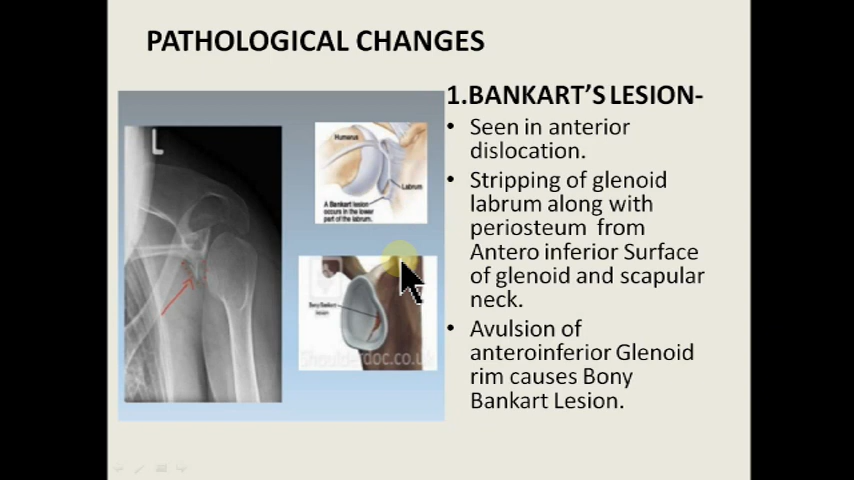 PATHOLOGICAL CHANGES
1.BANKART'S LESION-
• Seen in anterior
dislocation.
• Stripping of glenoid
labrum along with
periosteum from
Antero inferior Surface
of glenoid and scapular
neck.
• Avulsion of
anteroinferior Glenoid
rim causes Bony
Bankart Lesion.
L
Humerus
Labrum
A Bankart lesion
occurs in the lower
part of the labrum.
Bony Bankart
lesion